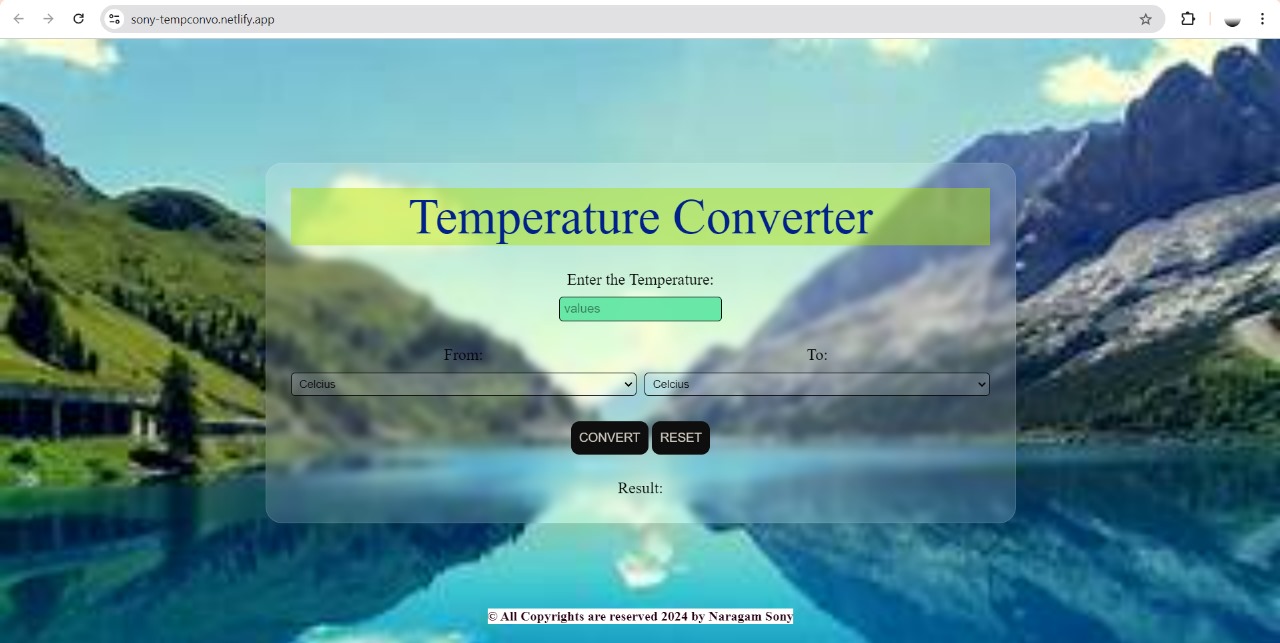 sony-tempconvo.netlify.app
Temperature Converter
Enter the Temperature:
values
From: To:
Celcius Celcius
CONVERT RESET
Result:
© All Copyrights are reserved 2024 by Naragam Sony